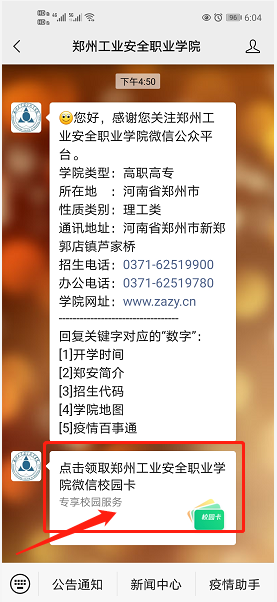 6:04
96
郑州工业安全职业学院
下午4:50
您好，感谢您关注郑州工
业安全职业学院微信公众平
台。
学院类型：高职高专
所在地　：河南省郑州市
性质类别：理工类
通讯地址：河南省郑州市新郑
郭店镇芦家桥
招生电话：0371-62519900
办公电话：0371-62519780
学院网址：www.zazy.cn
----------------------------------
回复关键字对应的“数字”：
[1]开学时间
[2]郑安简介
[3]招生代码
[4]学院地图
[5]疫情百事通
点击领取郑州工业安全职业学
院微信校园卡
专享校园服务
校园卡
公告通知
新闻中心
疫情助手